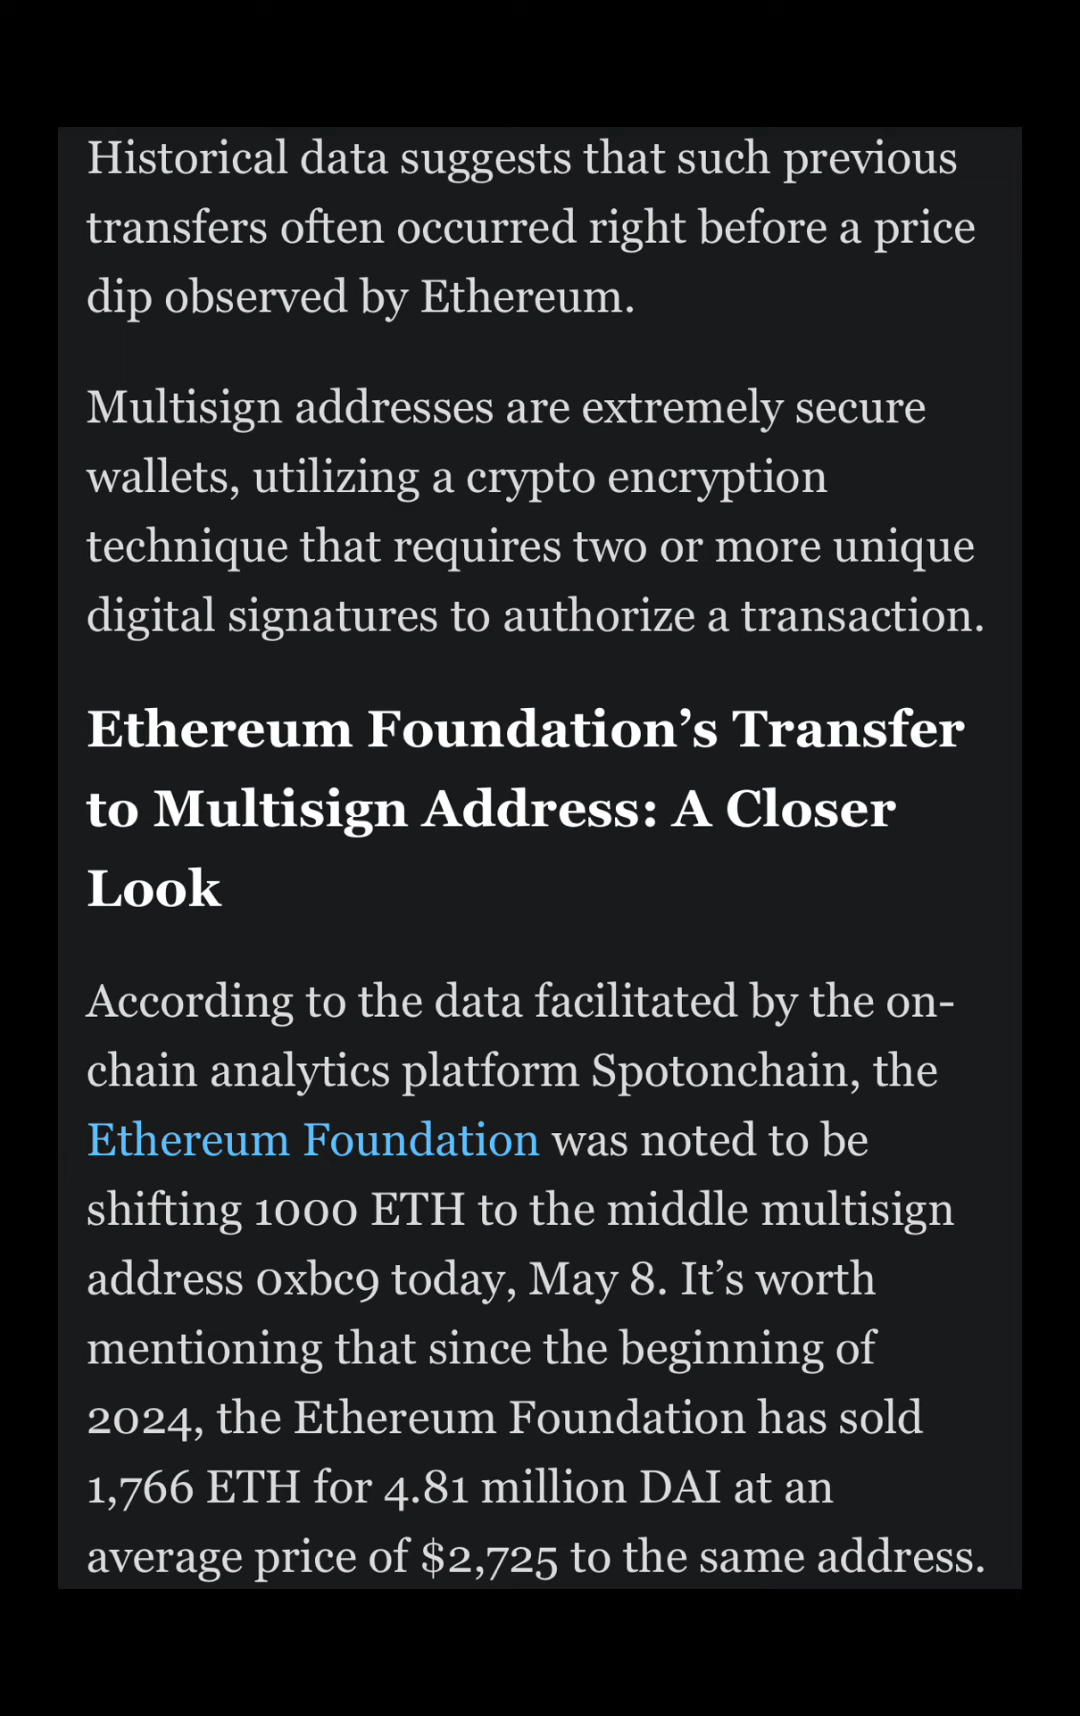 Historical data suggests that such previous
transfers often occurred right before a price
dip observed by Ethereum.
Multisign addresses are extremely secure
wallets, utilizing a crypto encryption
technique that requires two or more unique
digital signatures to authorize a transaction.
Ethereum Foundation’s Transfer
to Multisign Address: A Closer
Look
According to the data facilitated by the on-
chain analytics platform Spotonchain, the
Ethereum Foundation was noted to be
shifting 1000 ETH to the middle multisign
address 0xbc9 today, May 8. It’s worth
mentioning that since the beginning of
2024, the Ethereum Foundation has sold
1,766 ETH for 4.81 million DAI at an
average price of $2,725 to the same address.